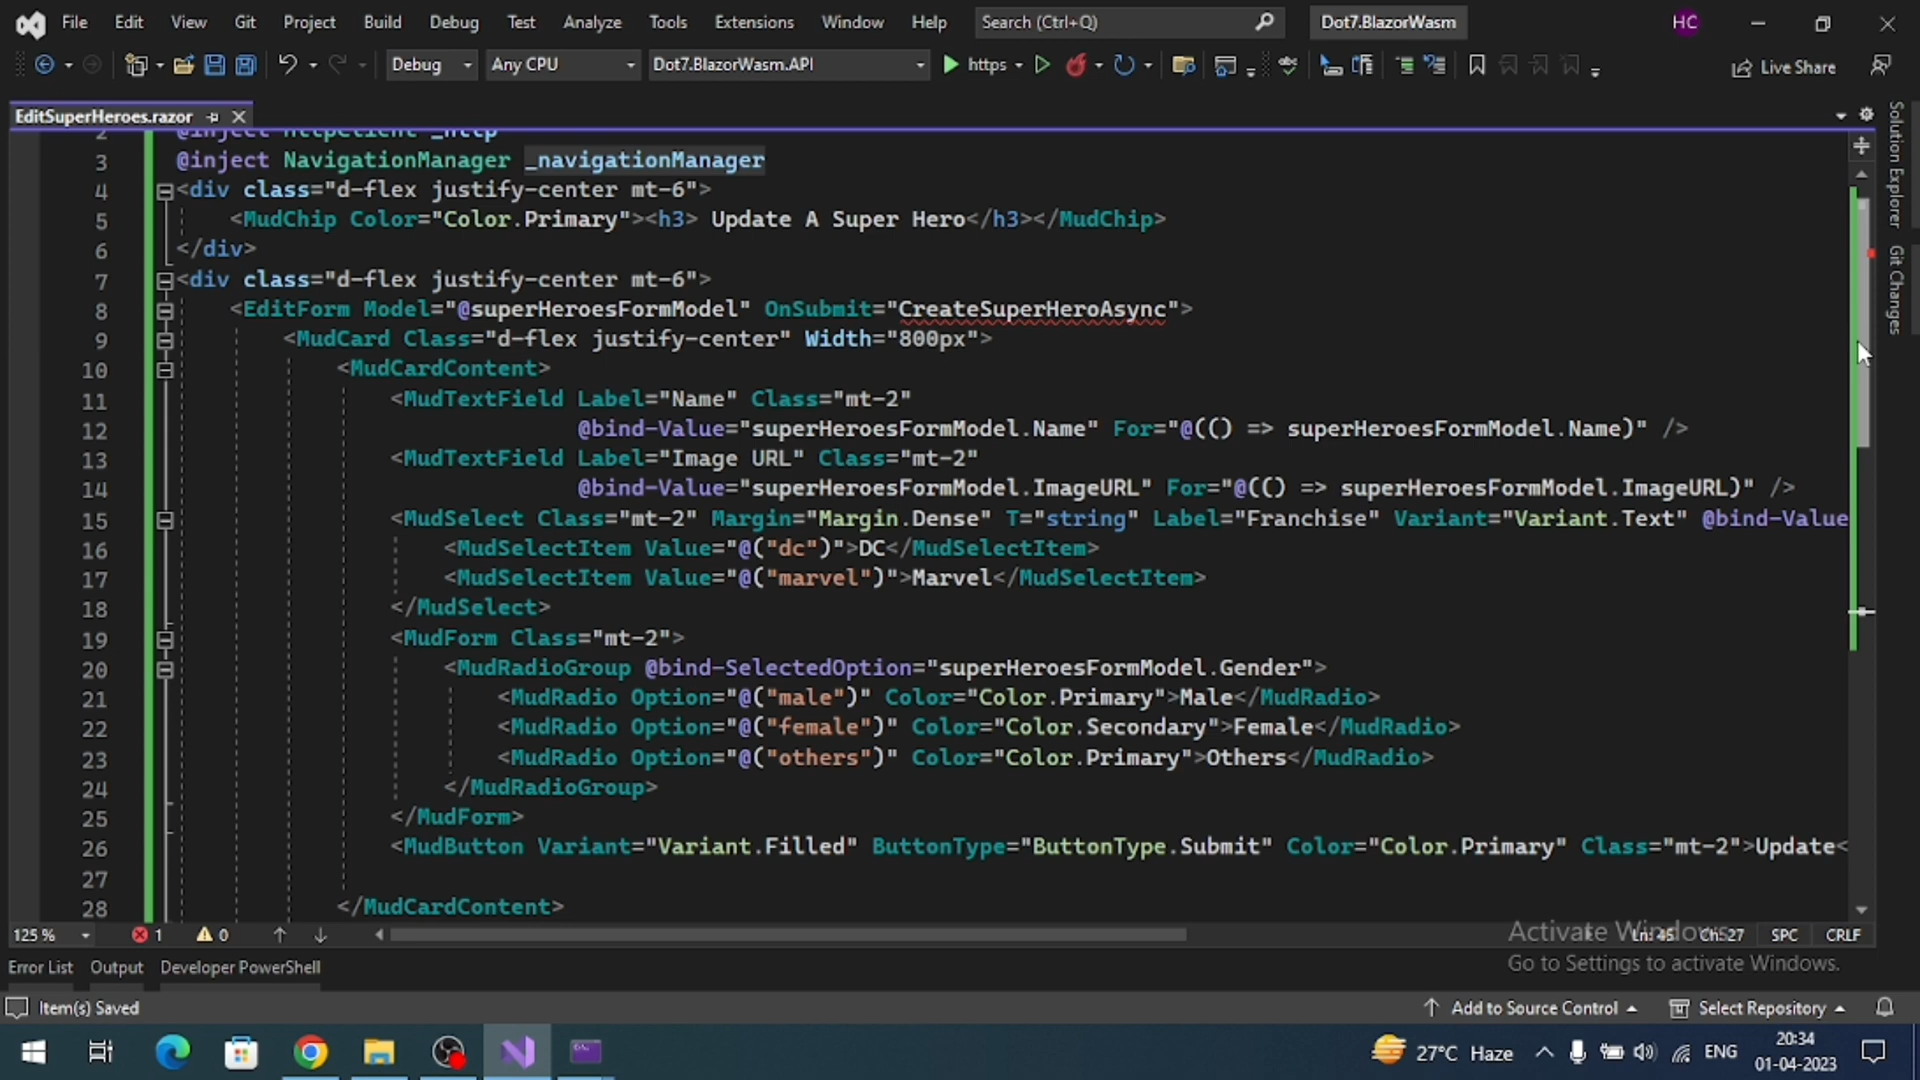 File Edit View Git Project Build Debug Test Analyze Tools Extensions Window Help Search (Ctrl+Q) Dot7.BlazorWasm HC
Debug Any CPU Dot7.BlazorWasm.API https Live Share
EditSuperHeroes.razor
2 @inject HttpClient _http
3 @inject NavigationManager _navigationManager
4 <div class="d-flex justify-center mt-6">
5 <MudChip Color="Color.Primary"><h3> Update A Super Hero</h3></MudChip>
6 </div>
7 <div class="d-flex justify-center mt-6">
8 <EditForm Model="@superHeroesFormModel" OnSubmit="CreateSuperHeroAsync">
9 <MudCard Class="d-flex justify-center" Width="800px">
10 <MudCardContent>
11 <MudTextField Label="Name" Class="mt-2"
12 @bind-Value="superHeroesFormModel.Name" For="@(() => superHeroesFormModel.Name)" />
13 <MudTextField Label="Image URL" Class="mt-2"
14 @bind-Value="superHeroesFormModel.ImageURL" For="@(() => superHeroesFormModel.ImageURL)" />
15 <MudSelect Class="mt-2" Margin="Margin.Dense" T="string" Label="Franchise" Variant="Variant.Text" @bind-Value
16 <MudSelectItem Value="@("dc")">DC</MudSelectItem>
17 <MudSelectItem Value="@("marvel")">Marvel</MudSelectItem>
18 </MudSelect>
19 <MudForm Class="mt-2">
20 <MudRadioGroup @bind-SelectedOption="superHeroesFormModel.Gender">
21 <MudRadio Option="@("male")" Color="Color.Primary">Male</MudRadio>
22 <MudRadio Option="@("female")" Color="Color.Secondary">Female</MudRadio>
23 <MudRadio Option="@("others")" Color="Color.Primary">Others</MudRadio>
24 </MudRadioGroup>
25 </MudForm>
26 <MudButton Variant="Variant.Filled" ButtonType="ButtonType.Submit" Color="Color.Primary" Class="mt-2">Update<
27
28 </MudCardContent>
Solution Explorer
Git Changes
125 % 1 0 Ln: 45 Ch: 27 SPC CRLF
Activate Windows
Go to Settings to activate Windows.
Error List Output Developer PowerShell
Item(s) Saved Add to Source Control Select Repository
27°C Haze ENG 20:34
01-04-2023